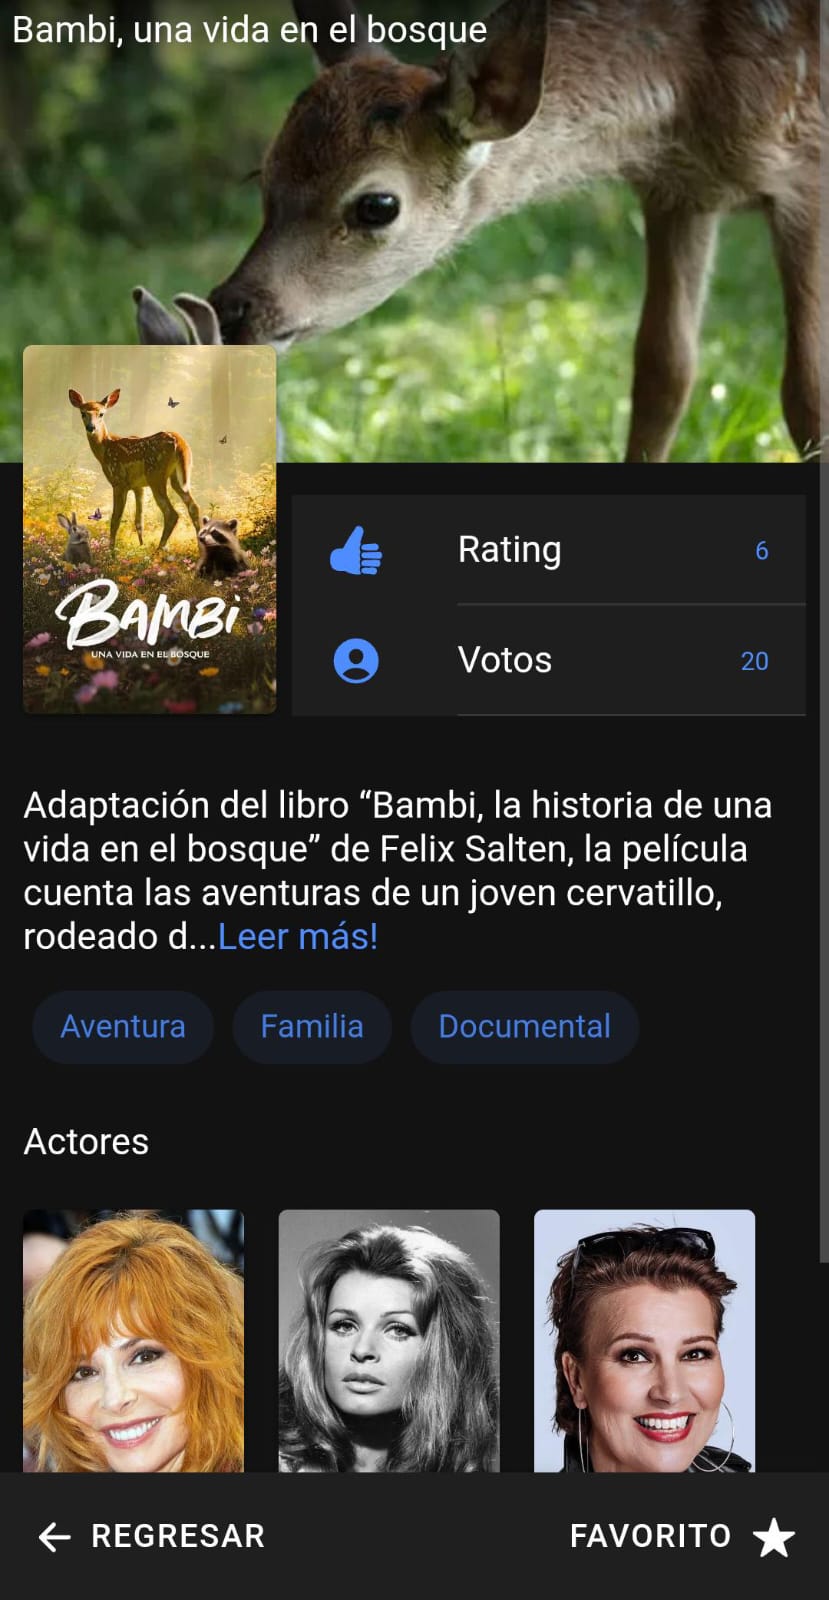 Bambi, una vida en el bosque
BAMBI
UNA VIDA EN EL BOSQUE
Rating 6
Votos 20
Adaptación del libro “Bambi, la historia de una
vida en el bosque” de Felix Salten, la película
cuenta las aventuras de un joven cervatillo,
rodeado d...Leer más!
Aventura Familia Documental
Actores
REGRESAR FAVORITO